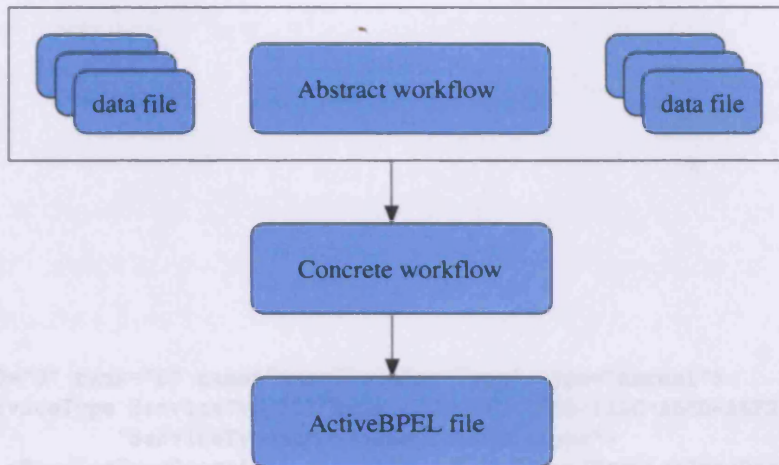 data file
Abstract workflow
data file
Concrete workflow
ActiveBPEL file